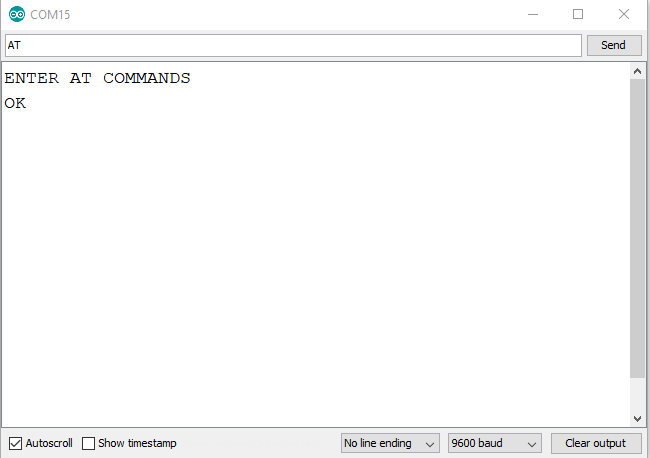 COM15
AT
Send
ENTER AT COMMANDS
OK
Autoscroll Show timestamp No line ending 9600 baud Clear output